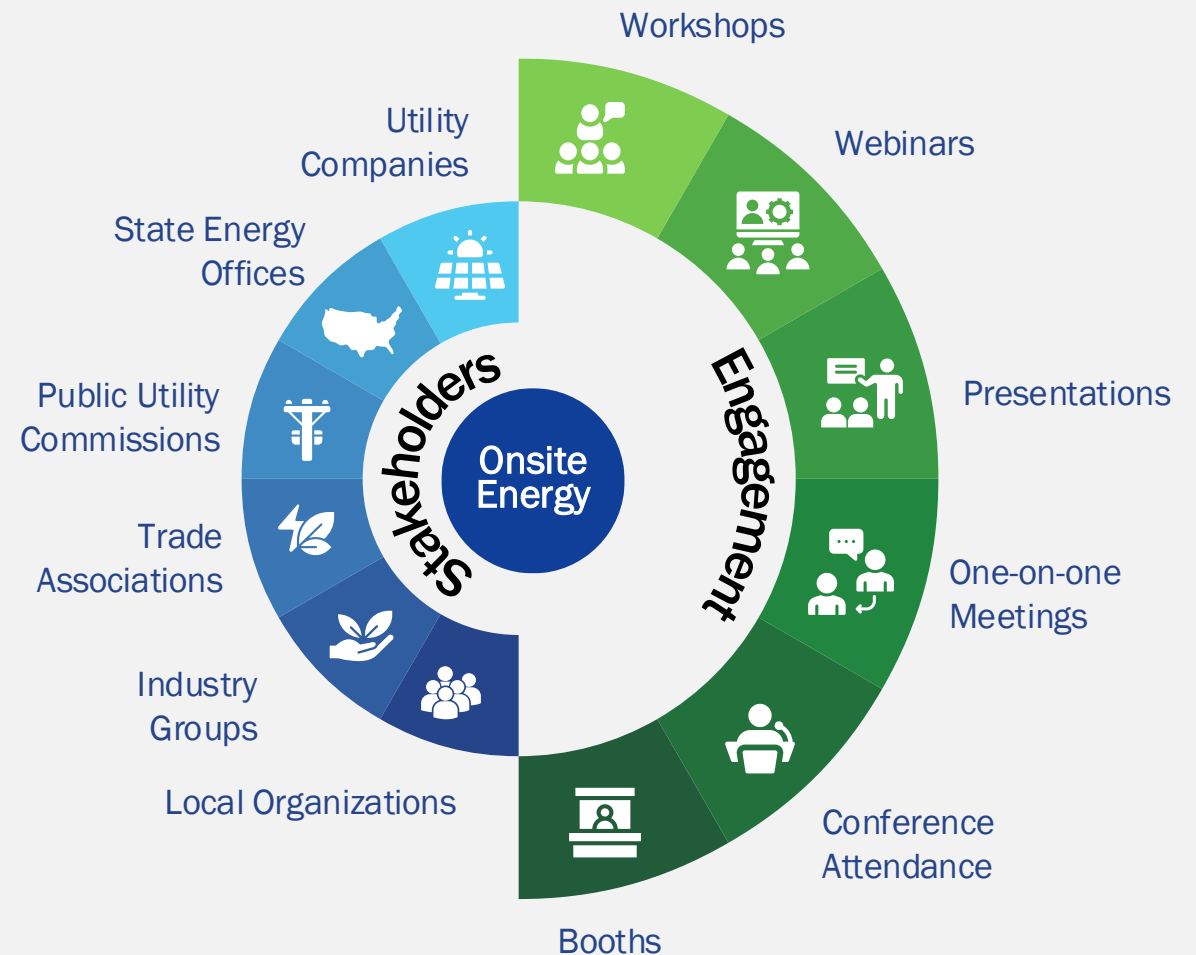 Workshops
Utility
Companies
Webinars
State Energy
Offices
Public Utility
Commissions
Presentations
Stakeholders
Onsite
Energy
Engagement
Trade
Associations
One-on-one
Meetings
Industry
Groups
Local Organizations
Conference
Attendance
Booths